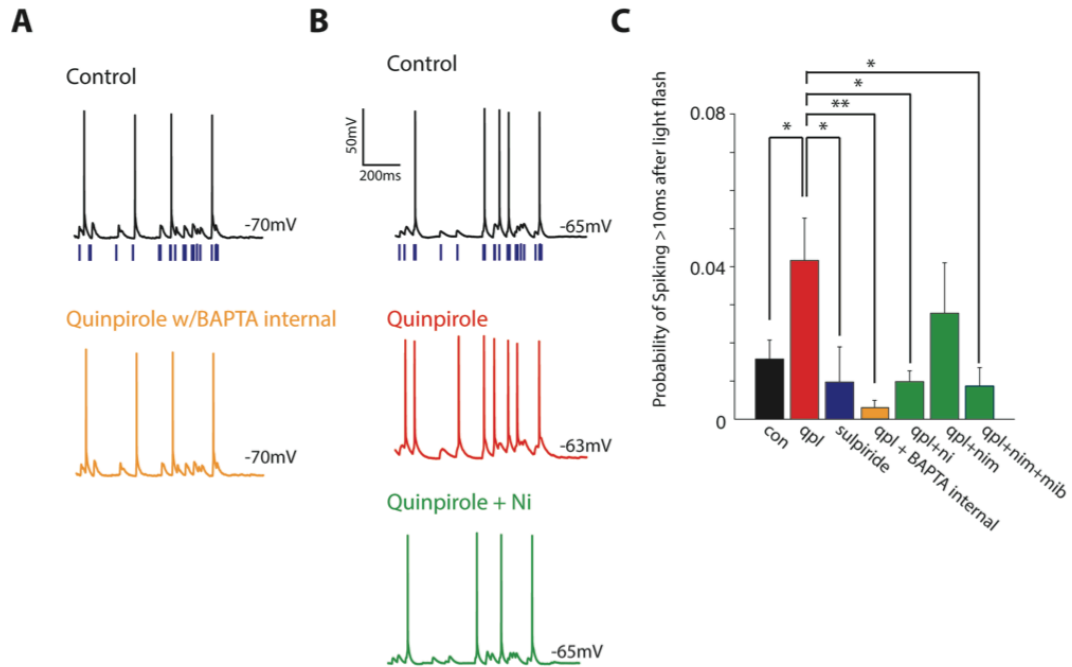 A
Control
-70mV
Quinpirole w/BAPTA internal
-70mV
B
Control
50mV
200ms
-65mV
Quinpirole
-63mV
Quinpirole + Ni
-65mV
C
Probability of Spiking >10ms after light flash
0.08
0.04
0
*
*
**
*
*
con
qpl
sulpiride
qpl + BAPTA internal
qpl+ni
qpl+nim
qpl+nim+mib